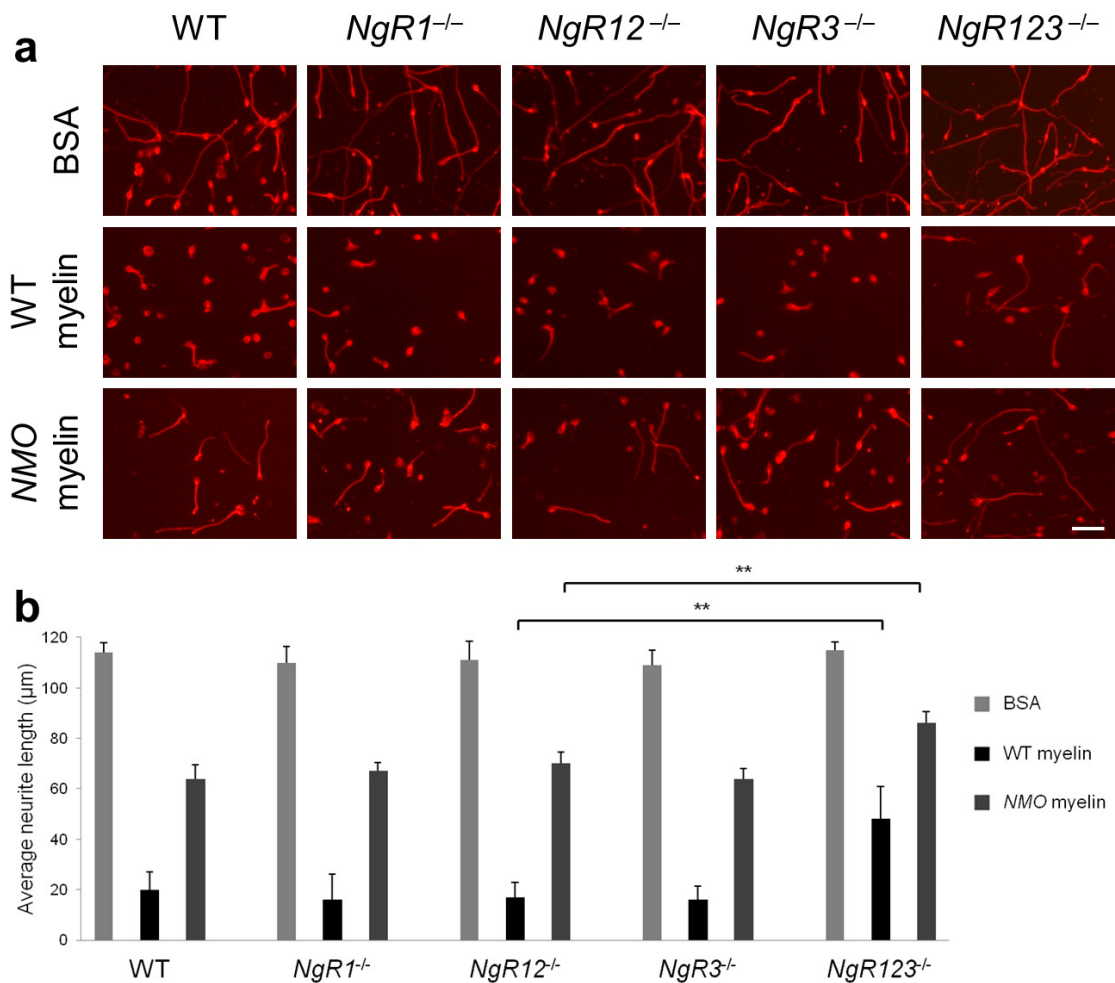 a
WT NgR1–/– NgR12–/– NgR3–/– NgR123–/–
BSA
WT
myelin
NMO
myelin
b
**
**
Average neurite length (µm)
120
100
80
60
40
20
0
WT NgR1-/- NgR12-/- NgR3-/- NgR123-/-
BSA
WT myelin
NMO myelin